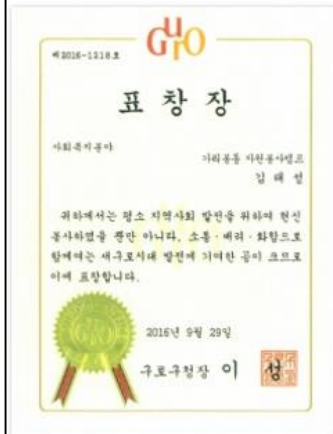 GuRO
제2016-1218호
표 창 장
사회복지분야
가리봉동 자원봉사캠프
김 태 섭
귀하께서는 평소 지역사회 발전을 위하여 헌신
봉사하였을 뿐만 아니라, 소통·배려·화합으로
함께여는 새구로시대 발전에 기여한 공이 크므로
이에 표창합니다.
2016년 9월 29일
구로구청장 이 성